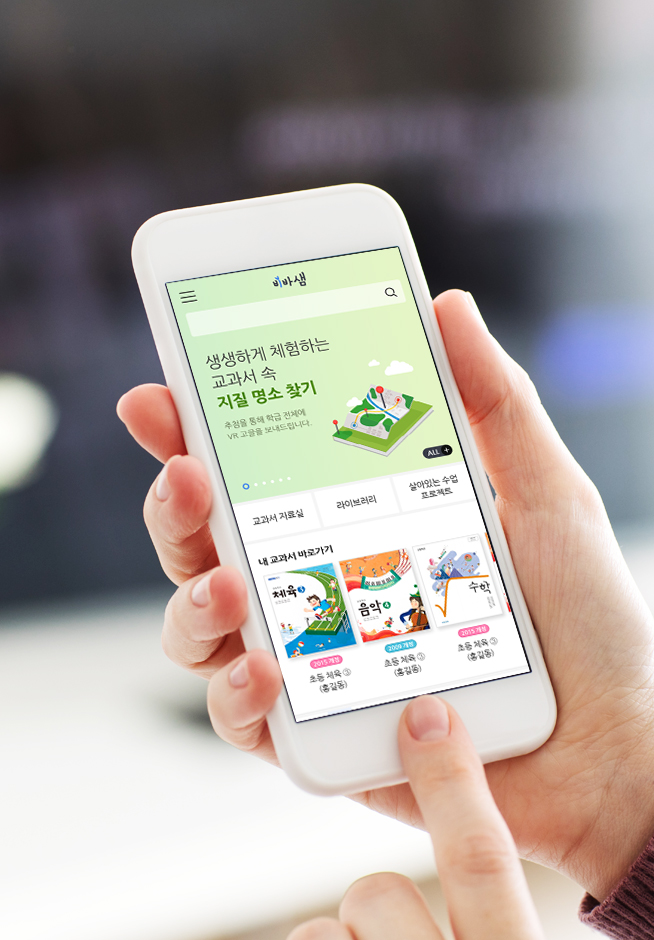 비바샘
생생하게 체험하는
교과서 속
지질 명소 찾기
추첨을 통해 학급 전체에
VR 고글을 보내드립니다.
ALL +
교과서 자료실
라이브러리
살아있는 수업
프로젝트
내 교과서 바로가기
체육
음악
수학
2015 개정
2009 개정
2015 개정
초등 체육 ③
(홍길동)
초등 체육 ③
(홍길동)
초등 체육 ③
(홍길동)